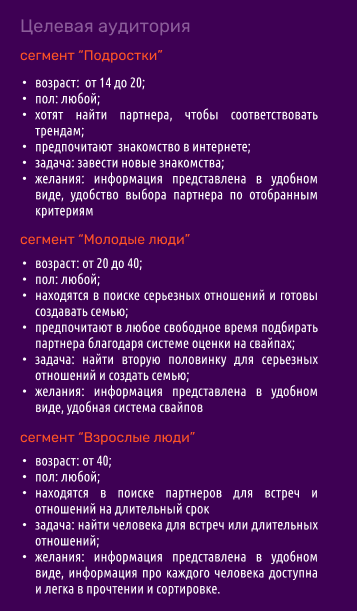 Целевая аудитория
сегмент “Подростки”
• возраст: от 14 до 20;
• пол: любой;
• хотят найти партнера, чтобы соответствовать
трендам;
• предпочитают знакомство в интернете;
• задача: завести новые знакомства;
• желания: информация представлена в удобном
виде, удобство выбора партнера по отобранным
критериям
сегмент “Молодые люди”
• возраст: от 20 до 40;
• пол: любой;
• находятся в поиске серьезных отношений и готовы
создавать семью;
• предпочитают в любое свободное время подбирать
партнера благодаря системе оценки на свайпах;
• задача: найти вторую половинку для серьезных
отношений и создать семью;
• желания: информация представлена в удобном
виде, удобная система свайпов
сегмент “Взрослые люди”
• возраст: от 40;
• пол: любой;
• находятся в поиске партнеров для встреч и
отношений на длительный срок
• задача: найти человека для встреч или длительных
отношений;
• желания: информация представлена в удобном
виде, информация про каждого человека доступна
и легка в прочтении и сортировке.